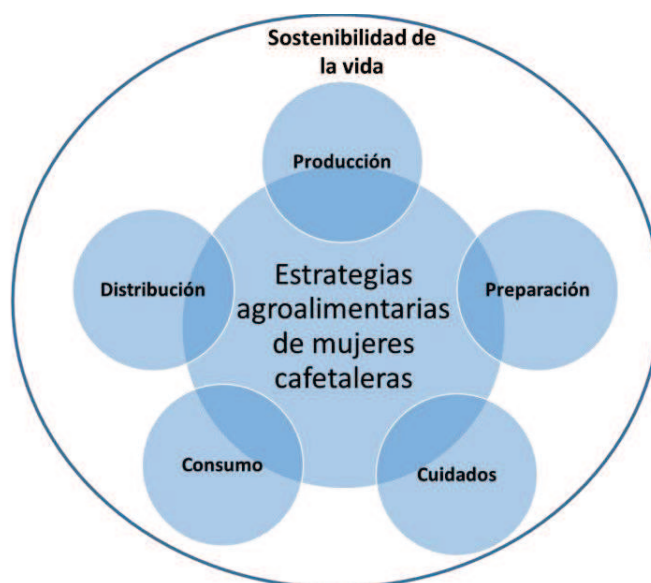 Sostenibilidad de
la vida
Producción
Distribución
Estrategias
agroalimentarias
de mujeres
cafetaleras
Preparación
Consumo
Cuidados